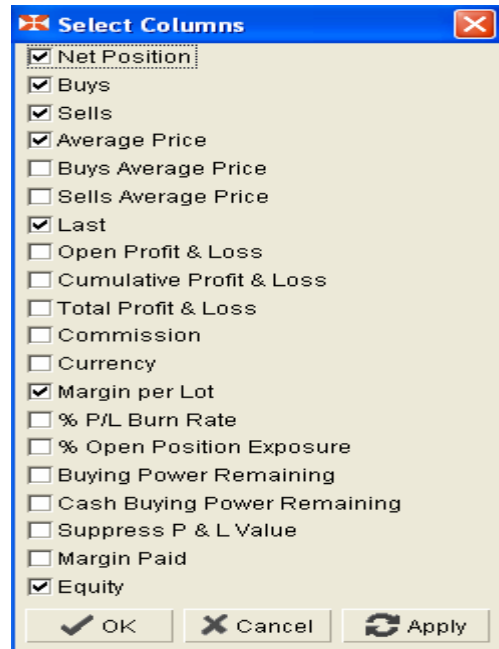 Select Columns
Net Position
Buys
Sells
Average Price
Buys Average Price
Sells Average Price
Last
Open Profit & Loss
Cumulative Profit & Loss
Total Profit & Loss
Commission
Currency
Margin per Lot
% P/L Burn Rate
% Open Position Exposure
Buying Power Remaining
Cash Buying Power Remaining
Suppress P & L Value
Margin Paid
Equity
OK Cancel Apply